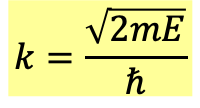 k = √2mE / ħ